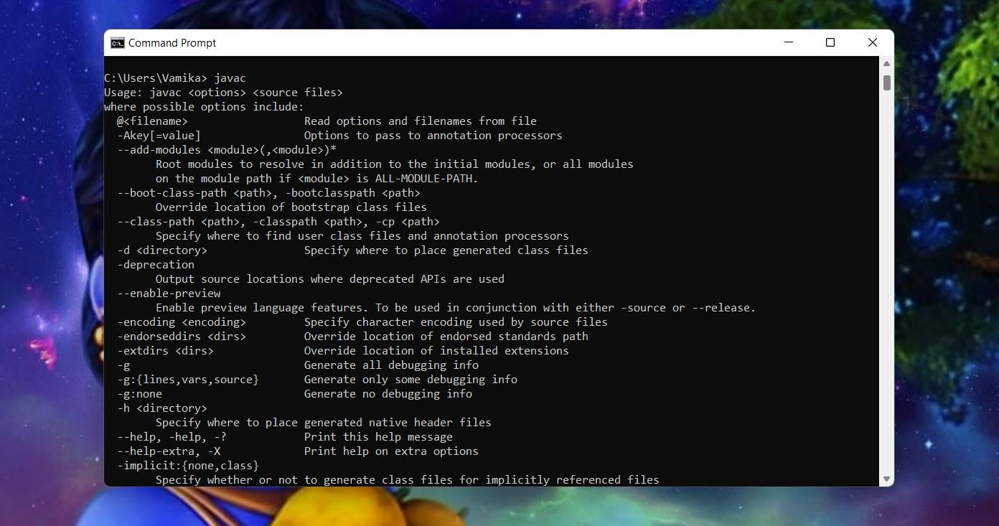 Command Prompt
C:\Users\Vamika> javac
Usage: javac <options> <source files>
where possible options include:
  @<filename>                  Read options and filenames from file
  -Akey[=value]                Options to pass to annotation processors
  --add-modules <module>(,<module>)*
        Root modules to resolve in addition to the initial modules, or all modules
        on the module path if <module> is ALL-MODULE-PATH.
  --boot-class-path <path>, -bootclasspath <path>
        Override location of bootstrap class files
  --class-path <path>, -classpath <path>, -cp <path>
        Specify where to find user class files and annotation processors
  -d <directory>               Specify where to place generated class files
  -deprecation
        Output source locations where deprecated APIs are used
  --enable-preview
        Enable preview language features. To be used in conjunction with either -source or --release.
  -encoding <encoding>         Specify character encoding used by source files
  -endorseddirs <dirs>         Override location of endorsed standards path
  -extdirs <dirs>              Override location of installed extensions
  -g                           Generate all debugging info
  -g:{lines,vars,source}       Generate only some debugging info
  -g:none                      Generate no debugging info
  -h <directory>
        Specify where to place generated native header files
  --help, -help, -?            Print this help message
  --help-extra, -X             Print help on extra options
  -implicit:{none,class}
        Specify whether or not to generate class files for implicitly referenced files